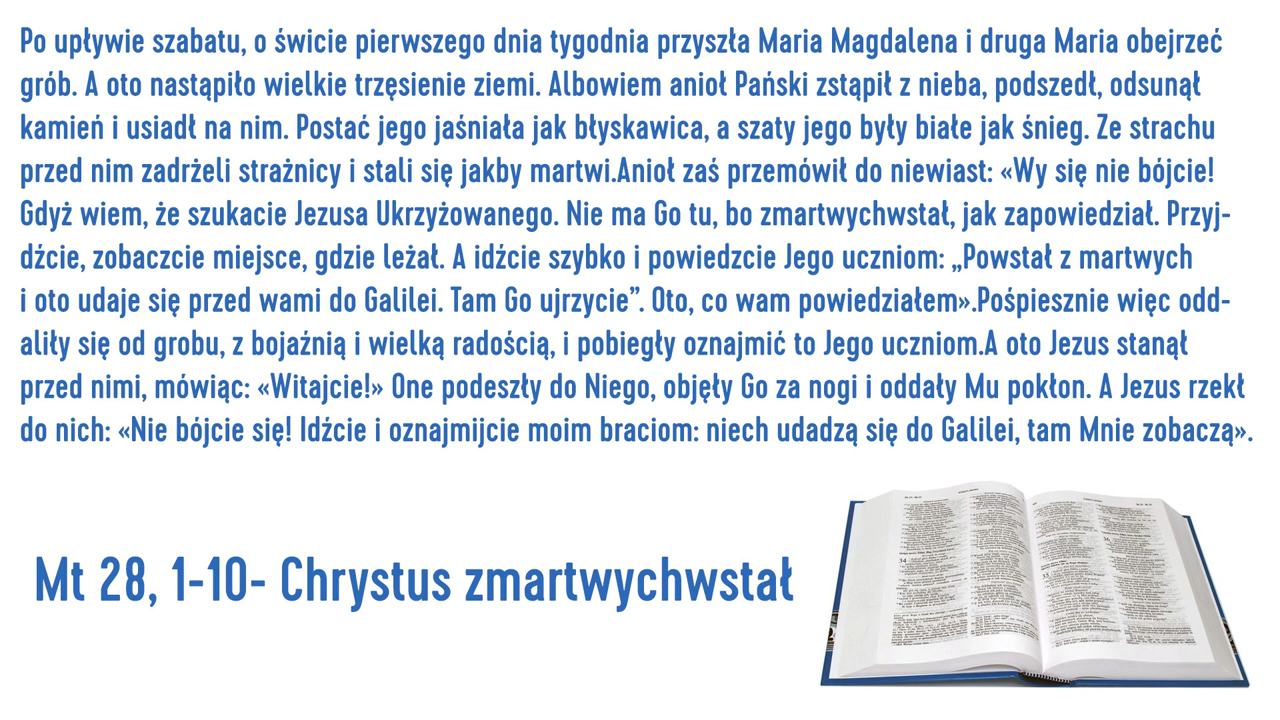 Po upływie szabatu, o świcie pierwszego dnia tygodnia przyszła Maria Magdalena i druga Maria obejrzeć
grób. A oto nastąpiło wielkie trzęsienie ziemi. Albowiem anioł Pański zstąpił z nieba, podszedł, odsunął
kamień i usiadł na nim. Postać jego jaśniała jak błyskawica, a szaty jego były białe jak śnieg. Ze strachu
przed nim zadrżeli strażnicy i stali się jakby martwi.Anioł zaś przemówił do niewiast: «Wy się nie bójcie!
Gdyż wiem, że szukacie Jezusa Ukrzyżowanego. Nie ma Go tu, bo zmartwychwstał, jak zapowiedział. Przyj-
dźcie, zobaczcie miejsce, gdzie leżał. A idźcie szybko i powiedzcie Jego uczniom: „Powstał z martwych
i oto udaje się przed wami do Galilei. Tam Go ujrzycie”. Oto, co wam powiedziałem».Pośpiesznie więc odd-
aliły się od grobu, z bojaźnią i wielką radością, i pobiegły oznajmić to Jego uczniom.A oto Jezus stanął
przed nimi, mówiąc: «Witajcie!» One podeszły do Niego, objęły Go za nogi i oddały Mu pokłon. A Jezus rzekł
do nich: «Nie bójcie się! Idźcie i oznajmijcie moim braciom: niech udadzą się do Galilei, tam Mnie zobaczą».
Mt 28, 1-10- Chrystus zmartwychwstał